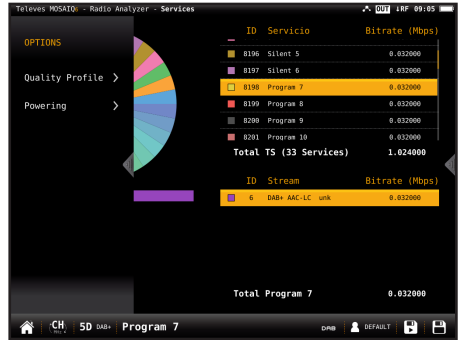 Televes MOSAIQ6 - Radio Analyzer - Services
OUT ↓RF 09:05
OPTIONS
Quality Profile >
Powering >
ID Servicio Bitrate (Mbps)
8196 Silent 5 0.032000
8197 Silent 6 0.032000
8198 Program 7 0.032000
8199 Program 8 0.032000
8200 Program 9 0.032000
8201 Program 10 0.032000
Total TS (33 Services) 1.024000
ID Stream Bitrate (Mbps)
6 DAB+ AAC-LC unk 0.032000
Total Program 7 0.032000
CH 5D DAB+ Program 7 DAB DEFAULT